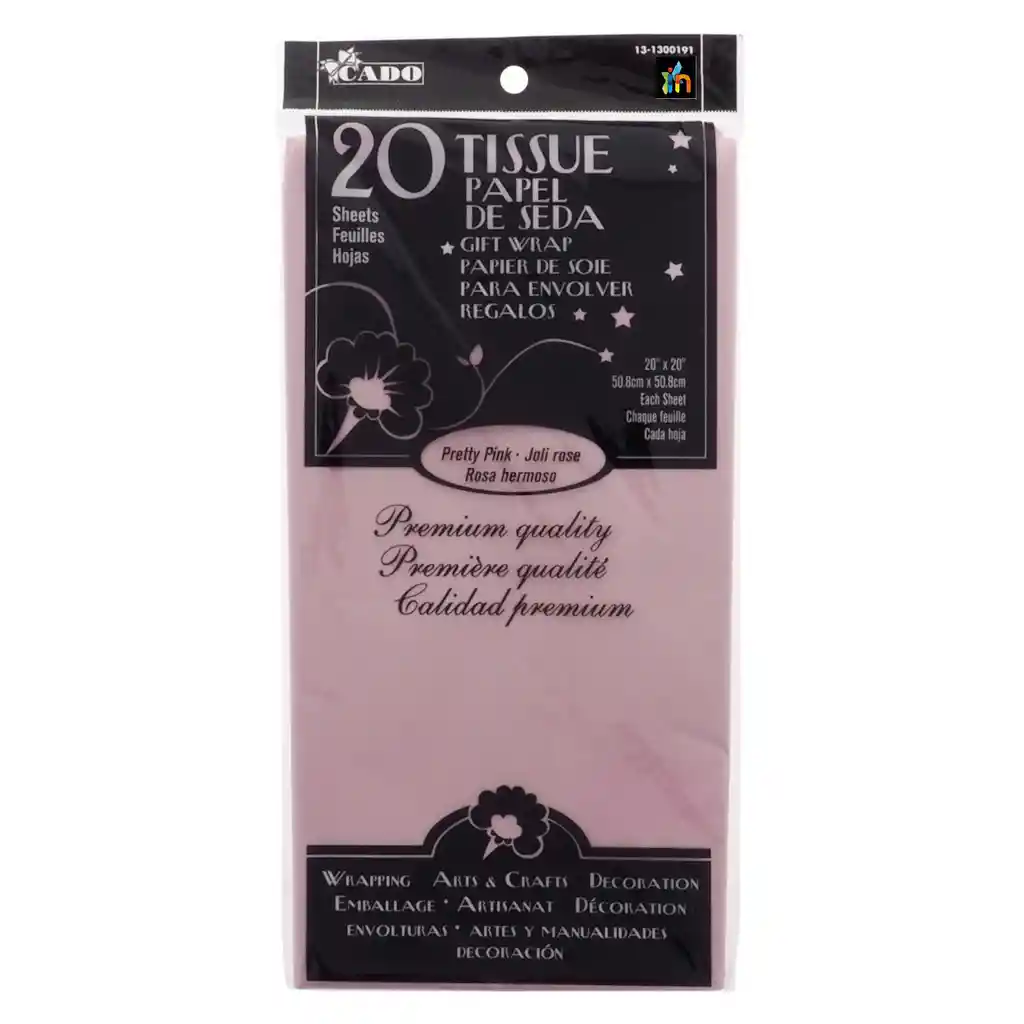 CADO
13-1300191
20 TISSUE
PAPEL
DE SEDA
Sheets
Feuilles
Hojas
GIFT WRAP
PAPIER DE SOIE
PARA ENVOLVER
REGALOS
20" x 20"
50.8cm x 50.8cm
Each Sheet
Chaque feuille
Cada hoja
Pretty Pink · Joli rose
Rosa hermoso
Premium quality
Première qualité
Calidad premium
WRAPPING ARTS & CRAFTS DECORATION
EMBALLAGE · ARTISANAT DÉCORATION
ENVOLTURAS · ARTES Y MANUALIDADES
DECORACIÓN